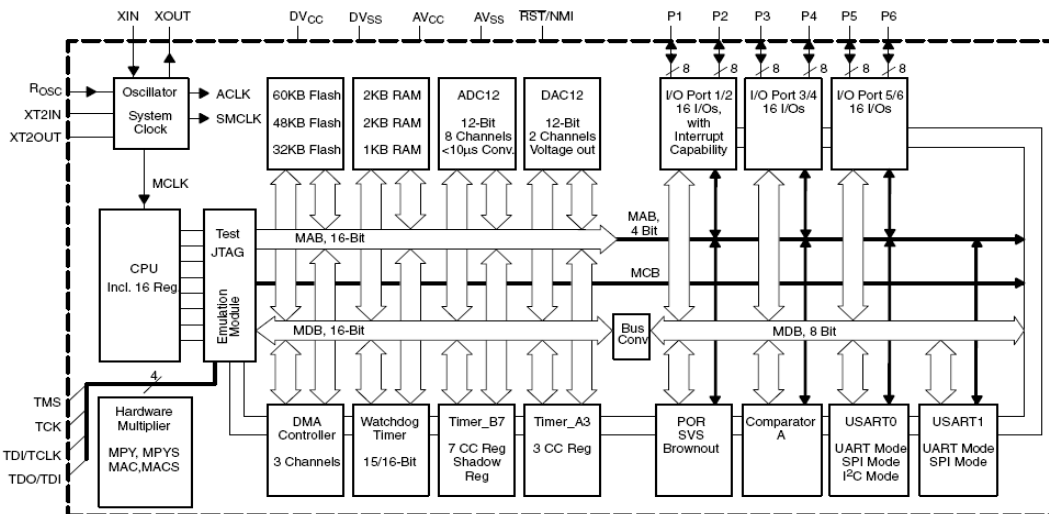 XIN XOUT DVCC DVSS AVCC AVSS RST/NMI P1 P2 P3 P4 P5 P6
8 8 8 8 8 8
ROSC
XT2IN
XT2OUT
Oscillator
System
Clock
ACLK
SMCLK
MCLK
60KB Flash
48KB Flash
32KB Flash
2KB RAM
2KB RAM
1KB RAM
ADC12
12-Bit
8 Channels
<10µs Conv.
DAC12
12-Bit
2 Channels
Voltage out
I/O Port 1/2
16 I/Os,
with
Interrupt
Capability
I/O Port 3/4
16 I/Os
I/O Port 5/6
16 I/Os
CPU
Incl. 16 Reg.
Test
JTAG
Emulation
Module
MAB, 16-Bit
MAB,
4 Bit
MCB
MDB, 16-Bit
Bus
Conv
MDB, 8 Bit
4
TMS
TCK
TDI/TCLK
TDO/TDI
Hardware
Multiplier
MPY, MPYS
MAC,MACS
DMA
Controller
3 Channels
Watchdog
Timer
15/16-Bit
Timer_B7
7 CC Reg
Shadow
Reg
Timer_A3
3 CC Reg
POR
SVS
Brownout
Comparator
A
USART0
UART Mode
SPI Mode
I2C Mode
USART1
UART Mode
SPI Mode